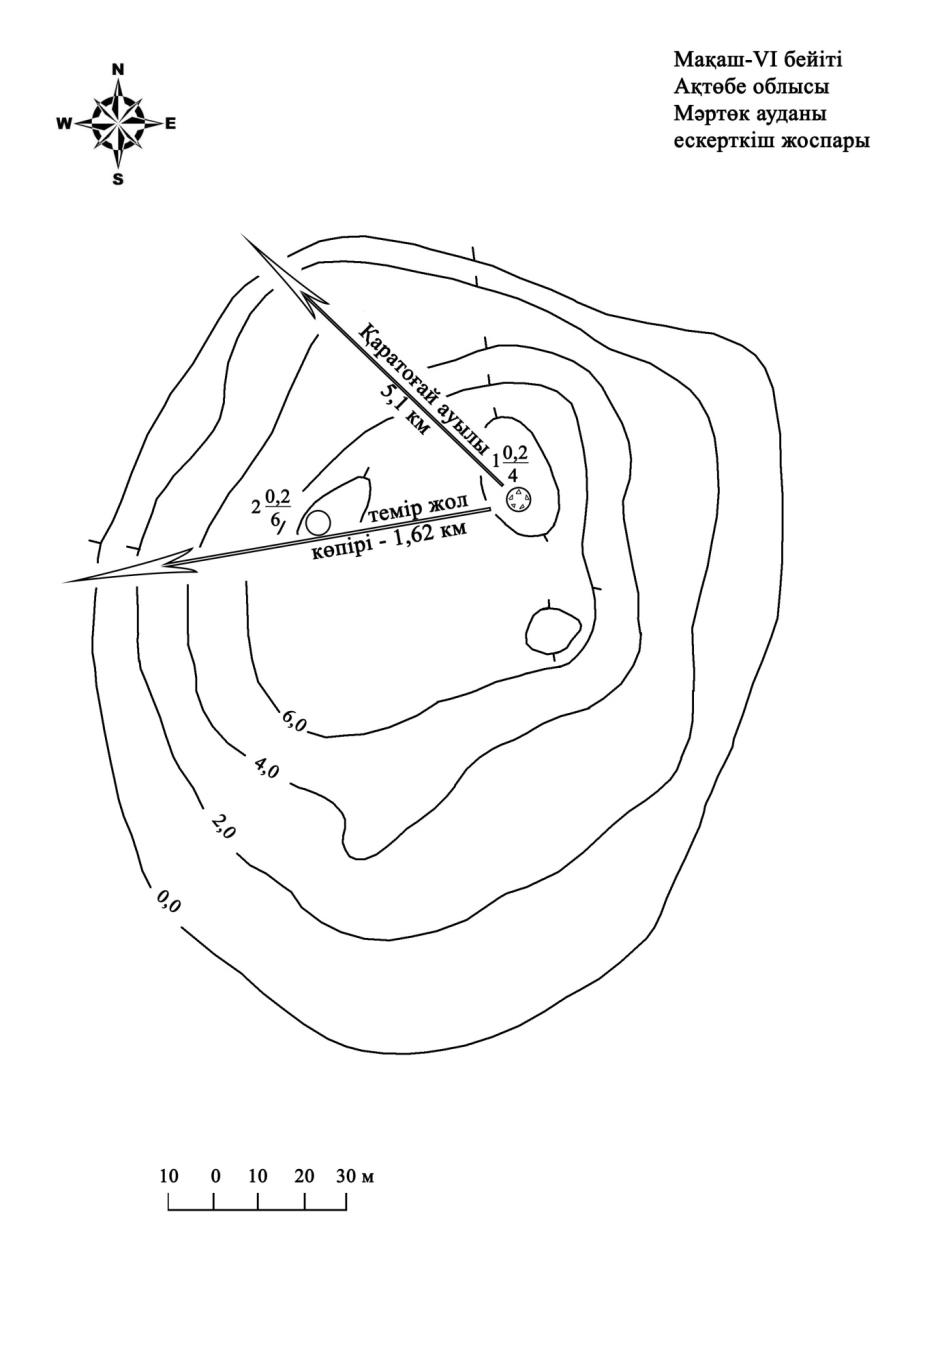 N
W E
S
Мақаш-VI бейіті
Ақтөбе облысы
Мәртөк ауданы
ескерткіш жоспары
Қаратоғай ауылы
5,1 км
1 0,2
4
2 0,2
6
темір жол
көпірі - 1,62 км
6,0
4,0
2,0
0,0
10 0 10 20 30 м